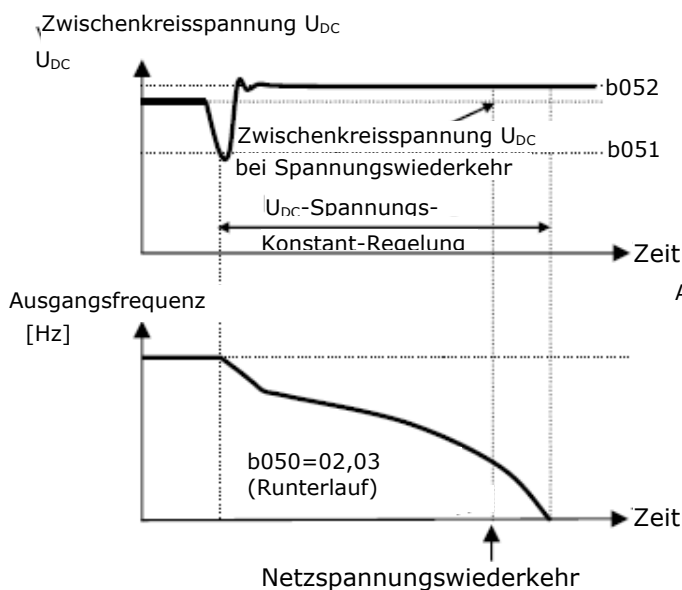 Zwischenkreisspannung UDC
UDC
b052
Zwischenkreisspannung UDC
bei Spannungswiederkehr
b051
UDC-Spannungs-
Konstant-Regelung
Zeit
Ausgangsfrequenz
[Hz]
b050=02,03
(Runterlauf)
Zeit
Netzspannungswiederkehr